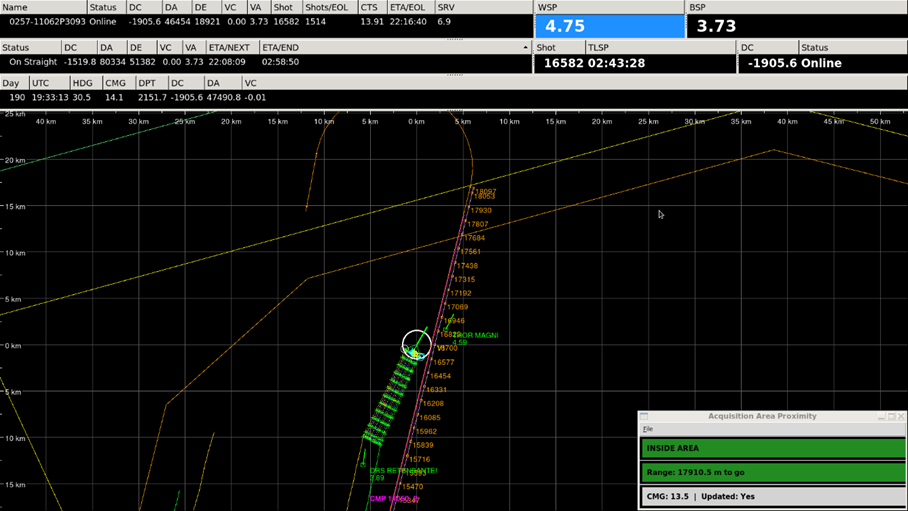 Name Status DC DA DE VC VA Shot Shots/EOL CTS ETA/EOL SRV
0257-11062P3093 Online -1905.6 46454 18921 0.00 3.73 16582 1514 13.91 22:16:40 6.9
WSP BSP
4.75 3.73
Status DC DA DE VC VA ETA/NEXT ETA/END
On Straight -1519.8 80334 51382 VC 0.00 3.73 22:08:09 02:58:50
Shot TLSP DC Status
16582 02:43:28 -1905.6 Online
Day UTC HDG CMG DPT DC DA VC
190 19:33:13 30.5 14.1 2151.7 -1905.6 47490.8 -0.01
25 km
40 km 35 km 30 km 25 km 20 km 15 km 10 km 5 km 0 km 5 km 10 km 15 km 20 km 25 km 30 km 35 km 40 km 45 km 50 km
20 km
18097
18053
15 km
17930
17807
17684
10 km
17561
17438
17315
5 km
17192
17069
16946
THOR MAGNI
4.59
0 km
16577
16454
5 km
16331
16208
16085
10 km
15962
15839
15716
15 km
15470
Acquisition Area Proximity
File
INSIDE AREA
Range: 17910.5 m to go
CMG: 13.5 | Updated: Yes